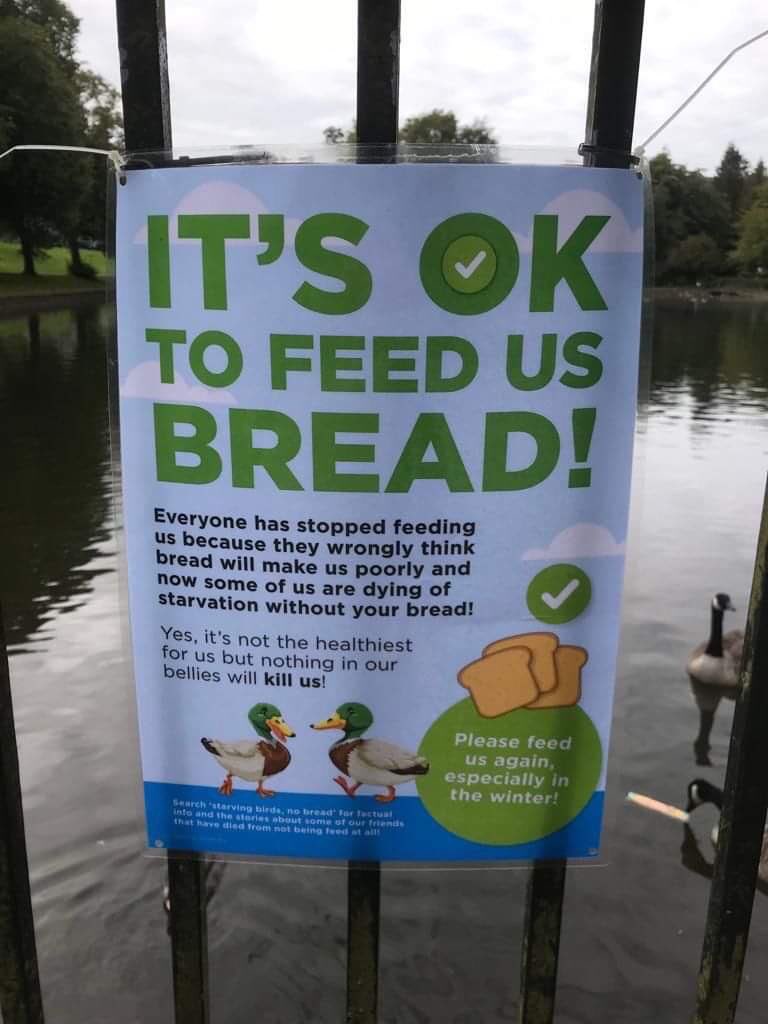 IT'S OK
TO FEED US
BREAD!
Everyone has stopped feeding
us because they wrongly think
bread will make us poorly and
now some of us are dying of
starvation without your bread!
Yes, it's not the healthiest
for us but nothing in our
bellies will kill us!
Please feed
us again,
especially in
the winter!
Search 'starving birds, no bread' for factual
info and the stories about some of our friends
that have died from not being feed at all!